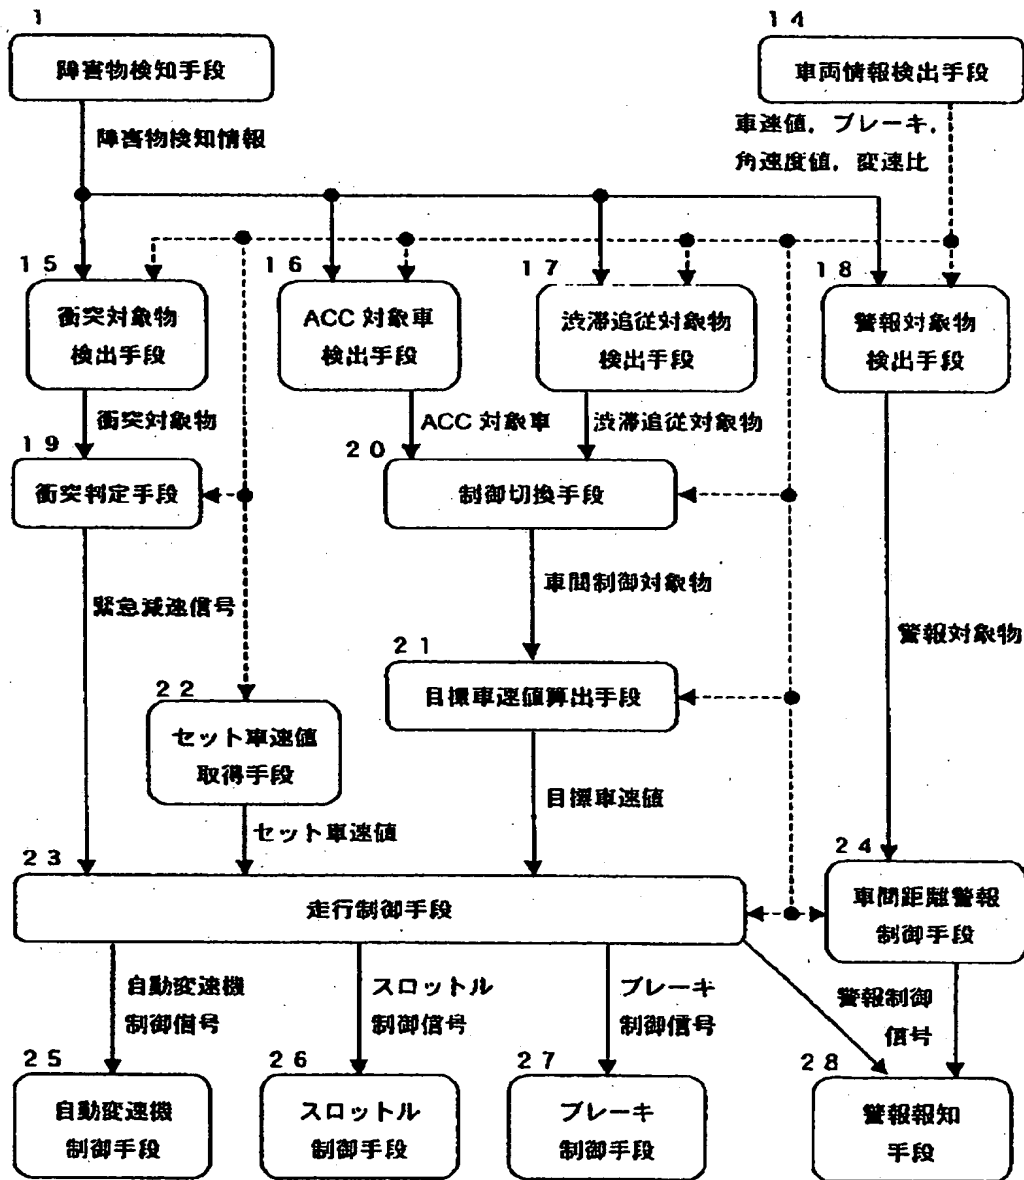 1
障害物検知手段
14
車両情報検出手段
障害物検知情報
車速値, ブレーキ,
角速度値, 変速比
15
衝突対象物
検出手段
16
ACC 対象車
検出手段
17
渋滞追従対象物
検出手段
18
警報対象物
検出手段
衝突対象物
ACC 対象車
渋滞追従対象物
19
衝突判定手段
20
制御切換手段
緊急減速信号
車間制御対象物
警報対象物
21
目標車速値算出手段
22
セット車速値
取得手段
セット車速値
目標車速値
23
走行制御手段
24
車間距離警報
制御手段
自動変速機
制御信号
スロットル
制御信号
ブレーキ
制御信号
警報制御
信号
25
自動変速機
制御手段
26
スロットル
制御手段
27
ブレーキ
制御手段
28
警報報知
手段